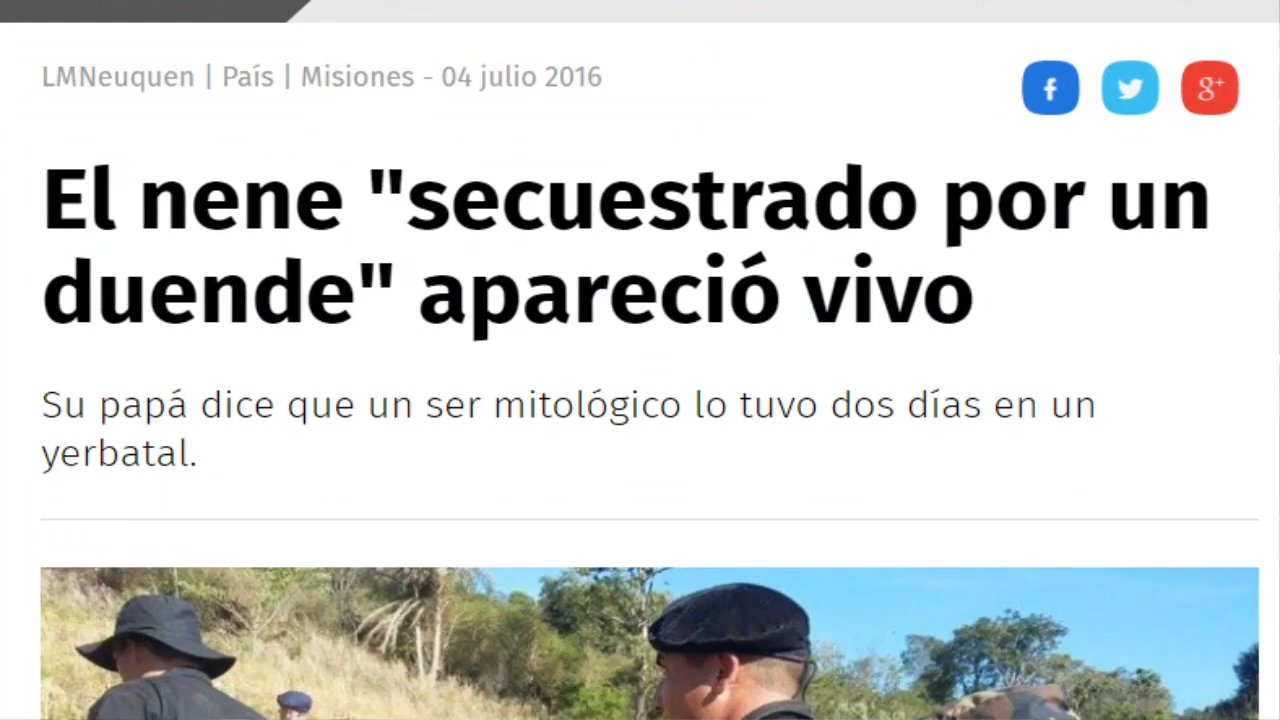 LMNeuquen | País | Misiones - 04 julio 2016
f
g+
El nene "secuestrado por un
duende" apareció vivo
Su papá dice que un ser mitológico lo tuvo dos días en un
yerbatal.